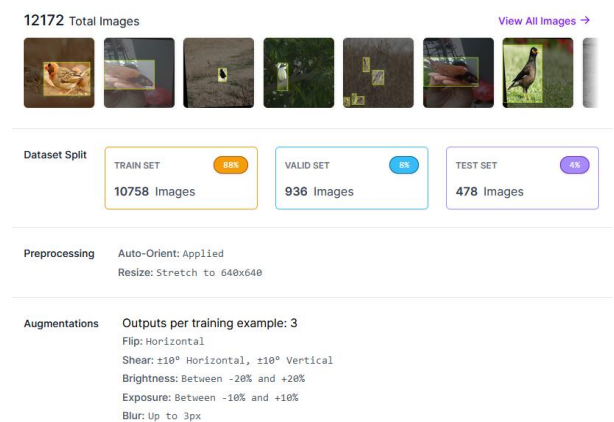 12172 Total Images
View All Images →
Dataset Split
TRAIN SET 88%
10758 Images
VALID SET 8%
936 Images
TEST SET 4%
478 Images
Preprocessing
Auto-Orient: Applied
Resize: Stretch to 640x640
Augmentations
Outputs per training example: 3
Flip: Horizontal
Shear: ±10° Horizontal, ±10° Vertical
Brightness: Between -20% and +20%
Exposure: Between -10% and +10%
Blur: Up to 3px